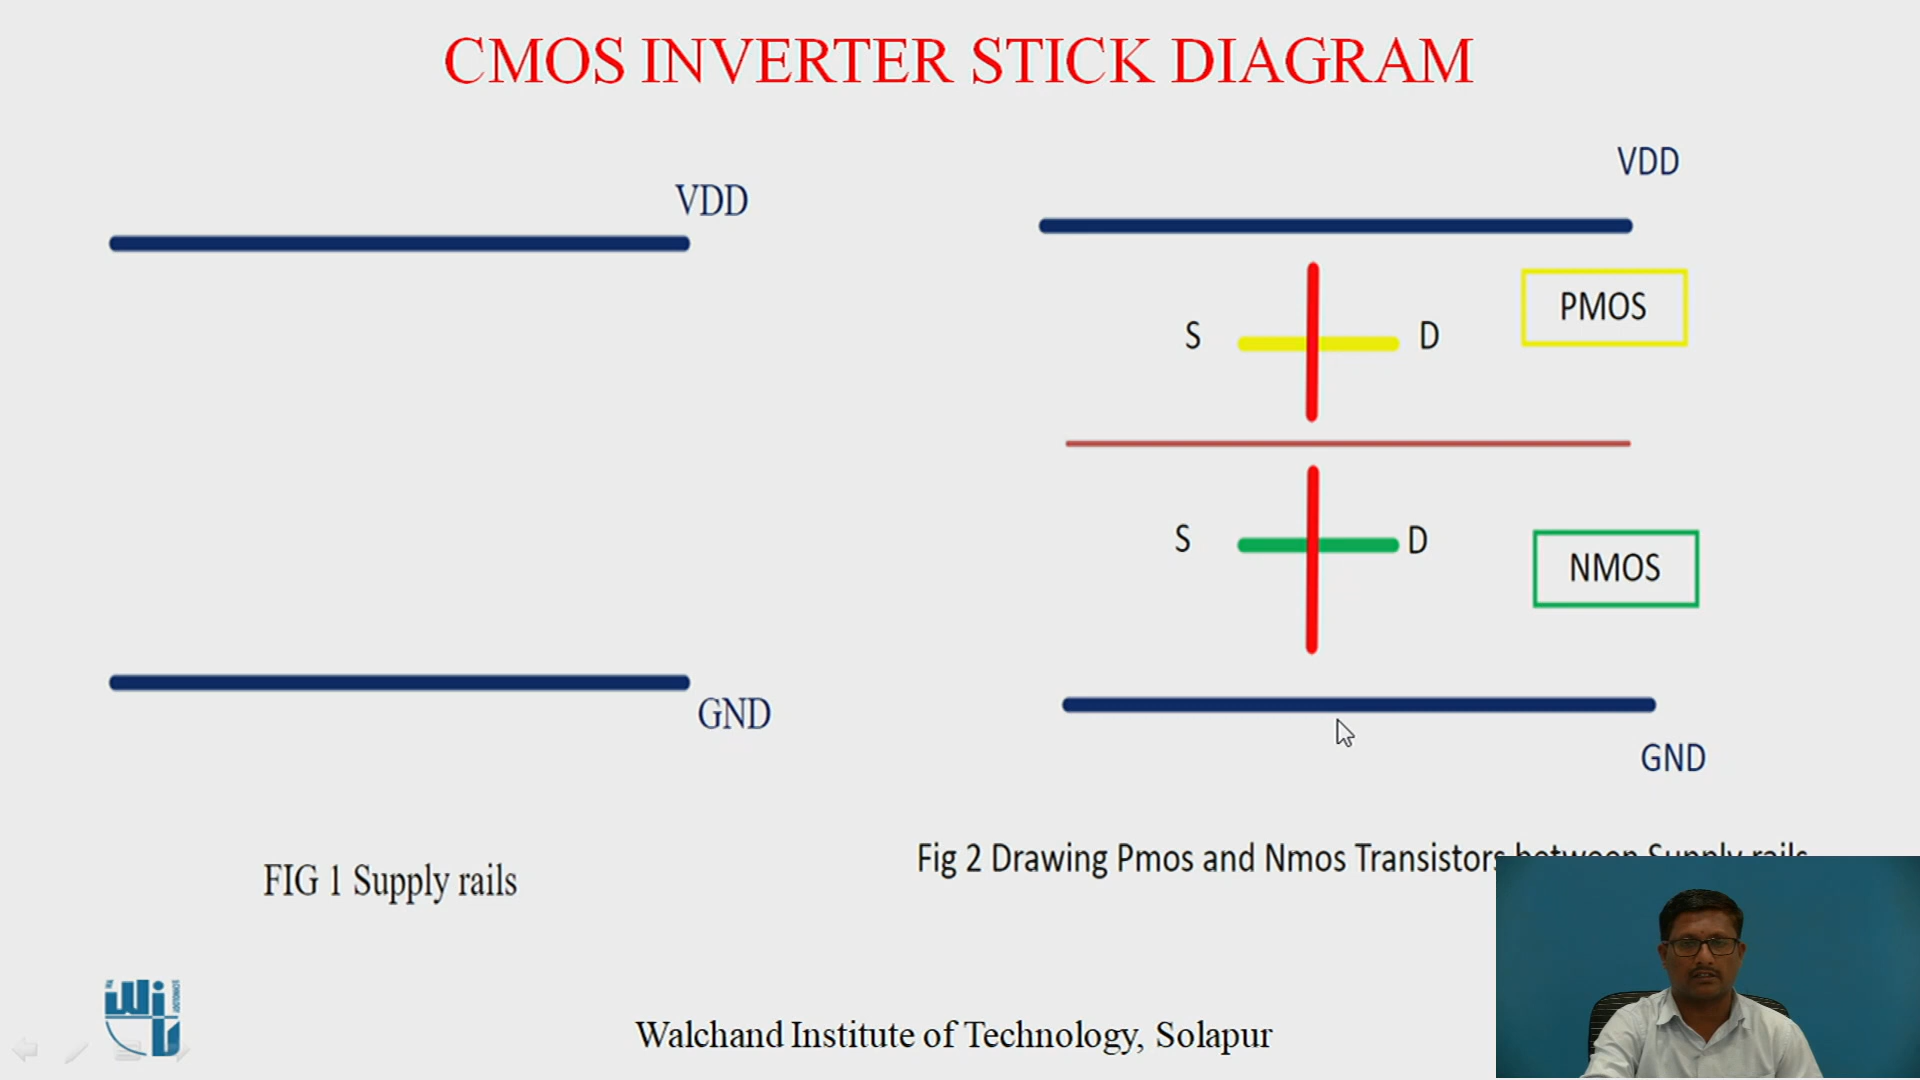 CMOS INVERTER STICK DIAGRAM
VDD
GND
FIG 1 Supply rails
VDD
PMOS
S
D
S
D
NMOS
GND
Fig 2 Drawing Pmos and Nmos Transistors between Supply rails
Walchand Institute of Technology, Solapur